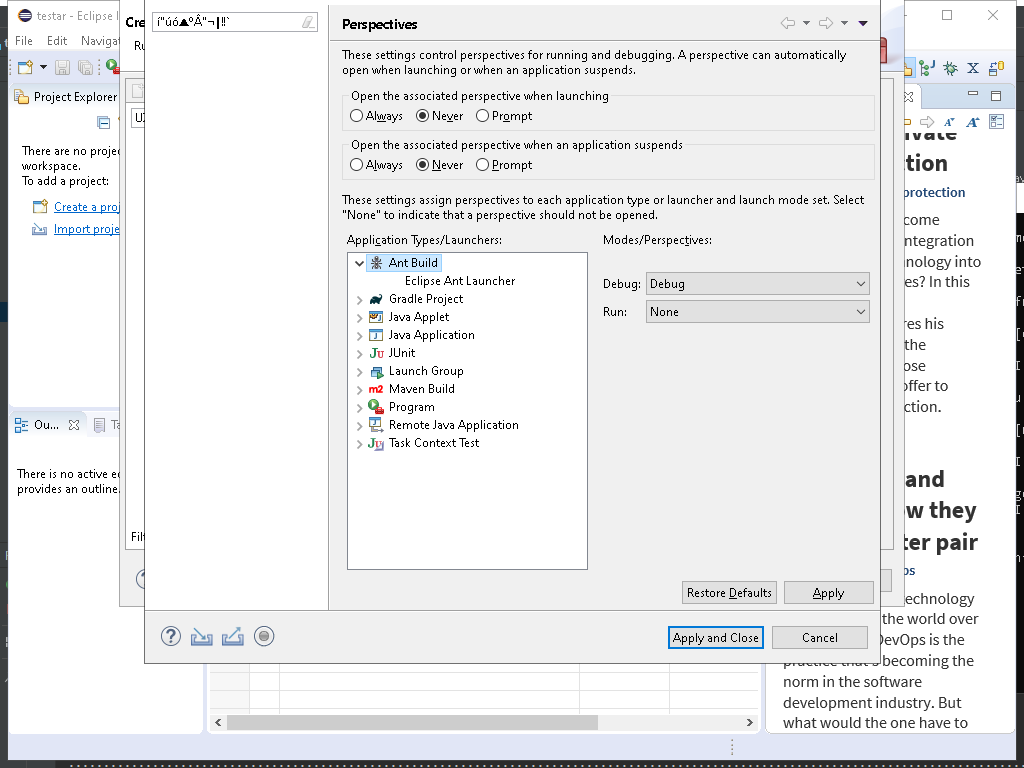 testar - Eclipse I
File Edit Navigat
Project Explorer
There are no proje
workspace.
To add a project:
Create a proj
Import proje
Ou...
Ta
There is no active ed
provides an outline.
Cre
Ru
Filt
Perspectives
These settings control perspectives for running and debugging. A perspective can automatically
open when launching or when an application suspends.
Open the associated perspective when launching
Always Never Prompt
Open the associated perspective when an application suspends
Always Never Prompt
These settings assign perspectives to each application type or launcher and launch mode set. Select
"None" to indicate that a perspective should not be opened.
Application Types/Launchers:
Ant Build
Eclipse Ant Launcher
Gradle Project
Java Applet
Java Application
JUnit
Launch Group
Maven Build
Program
Remote Java Application
Task Context Test
Modes/Perspectives:
Debug: Debug
Run: None
Restore Defaults Apply
Apply and Close Cancel
ivate
tion
protection
come
ntegration
nology into
es? In this
res his
the
ose
offer to
ction.
and
w they
ter pair
ps
echnology
the world over
DevOps is the
practice that's becoming the
norm in the software
development industry. But
what would the one have to